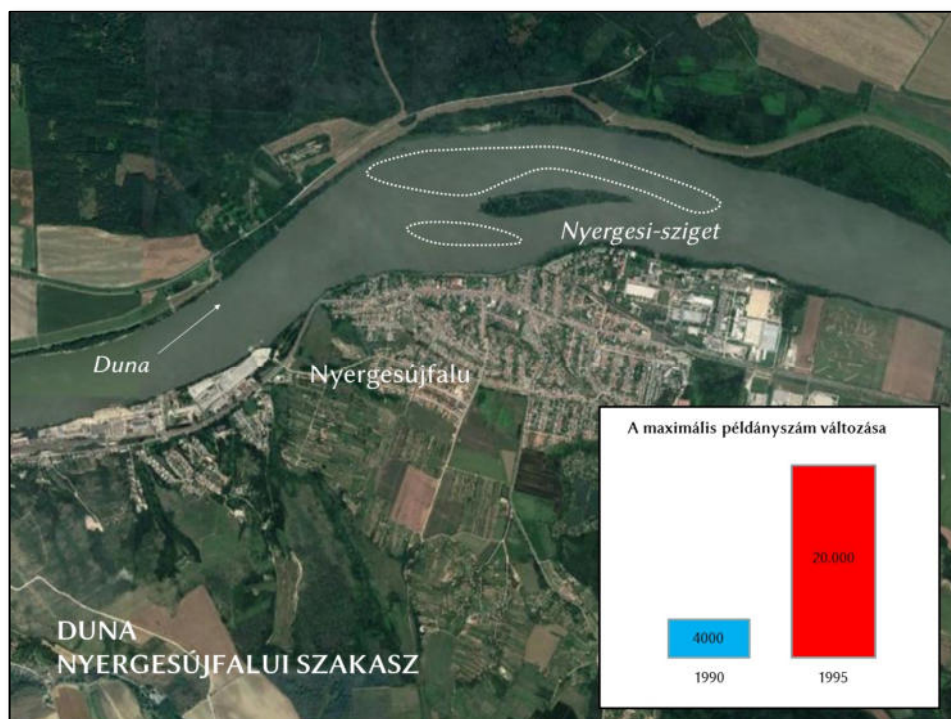 Nyergesi-sziget
Duna
Nyergesújfalu
A maximális példányszám változása
20.000
4000
1990 1995
DUNA
NYERGESÚJFALUI SZAKASZ